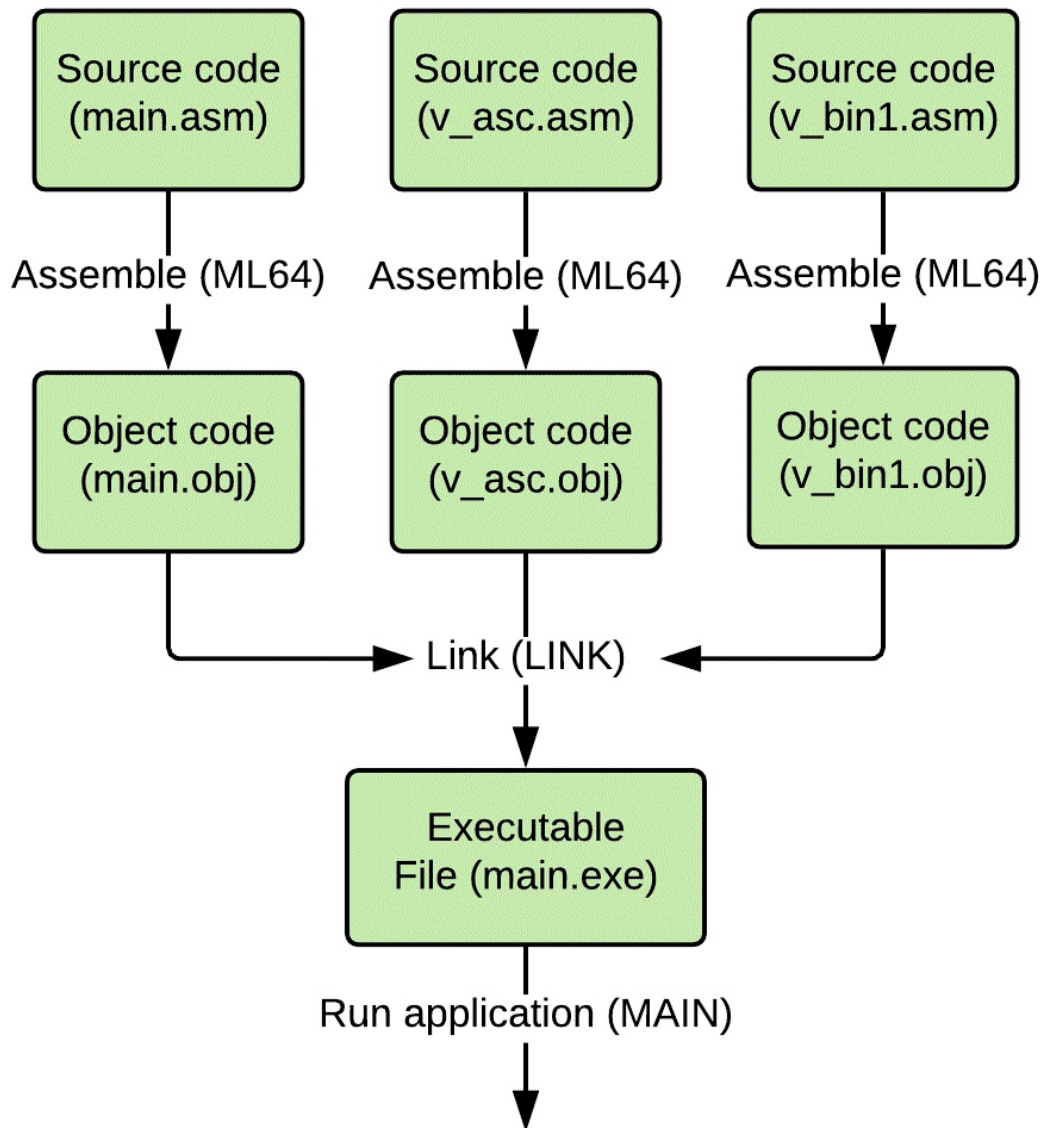 Source code
(main.asm)
Source code
(v_asc.asm)
Source code
(v_bin1.asm)
Assemble (ML64)
Assemble (ML64)
Assemble (ML64)
Object code
(main.obj)
Object code
(v_asc.obj)
Object code
(v_bin1.obj)
Link (LINK)
Executable
File (main.exe)
Run application (MAIN)